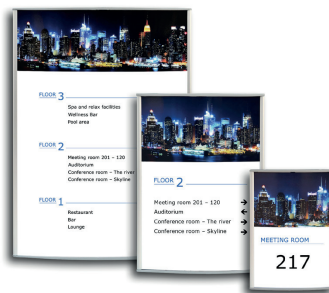 FLOOR 3
Spa and relax facilities
Wellness Bar
Pool area
FLOOR 2
Meeting room 201 – 120
Auditorium
Conference room – The river
Conference room – Skyline
FLOOR 1
Restaurant
Bar
Lounge
FLOOR 2
Meeting room 201 – 120 →
Auditorium ←
Conference room – The river →
Conference room – Skyline →
MEETING ROOM
217